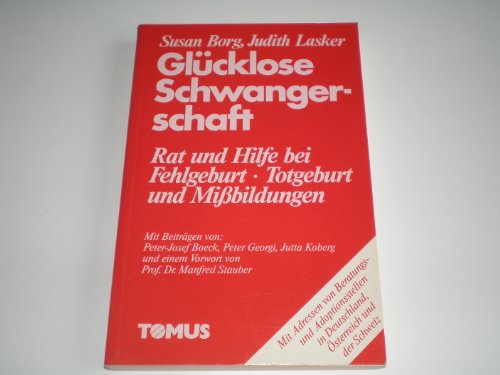 Susan Borg, Judith Lasker
Glücklose
Schwanger-
schaft
Rat und Hilfe bei
Fehlgeburt · Totgeburt
und Mißbildungen
Mit Beiträgen von:
Peter-Josef Boeck, Peter Georgi, Jutta Koberg
und einem Vorwort von
Prof. Dr. Manfred Stauber
Mit Adressen von Beratungs-
und Adoptionsstellen
in Deutschland,
Österreich und
der Schweiz
TOMUS